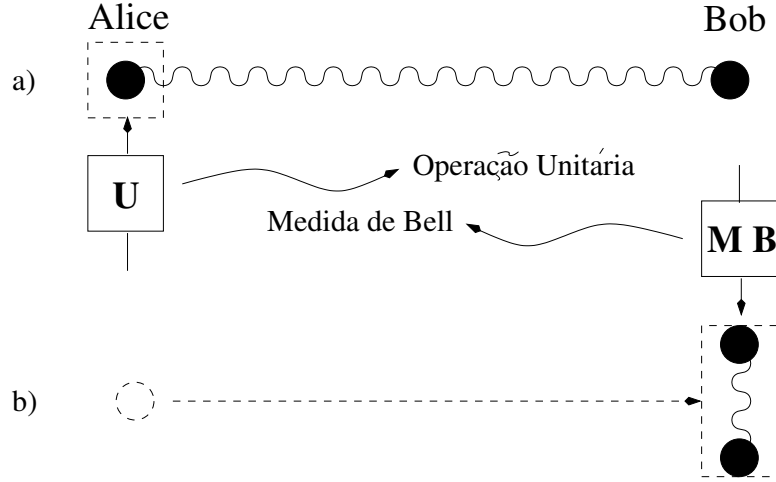 Alice
Bob
a)
Operação Unitária
U
Medida de Bell
M B
b)